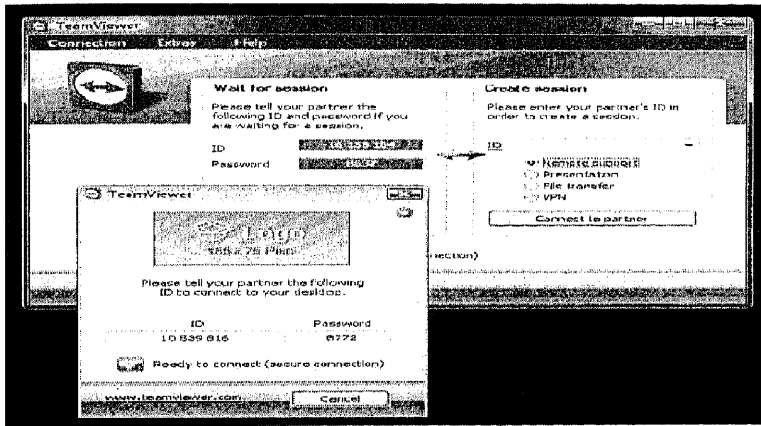 TeamViewer
Connection Extras Help
Wait for session
Please tell your partner the
following ID and password if you
are waiting for a session.
ID
Password
Create session
Please enter your partner's ID in
order to create a session.
ID
Remote support
Presentation
File transfer
VPN
Connect to partner
TeamViewer
Logo
Please tell your partner the following
ID to connect to your desktop.
ID Password
10 539 816 8772
Ready to connect (secure connection)
www.teamviewer.com Cancel